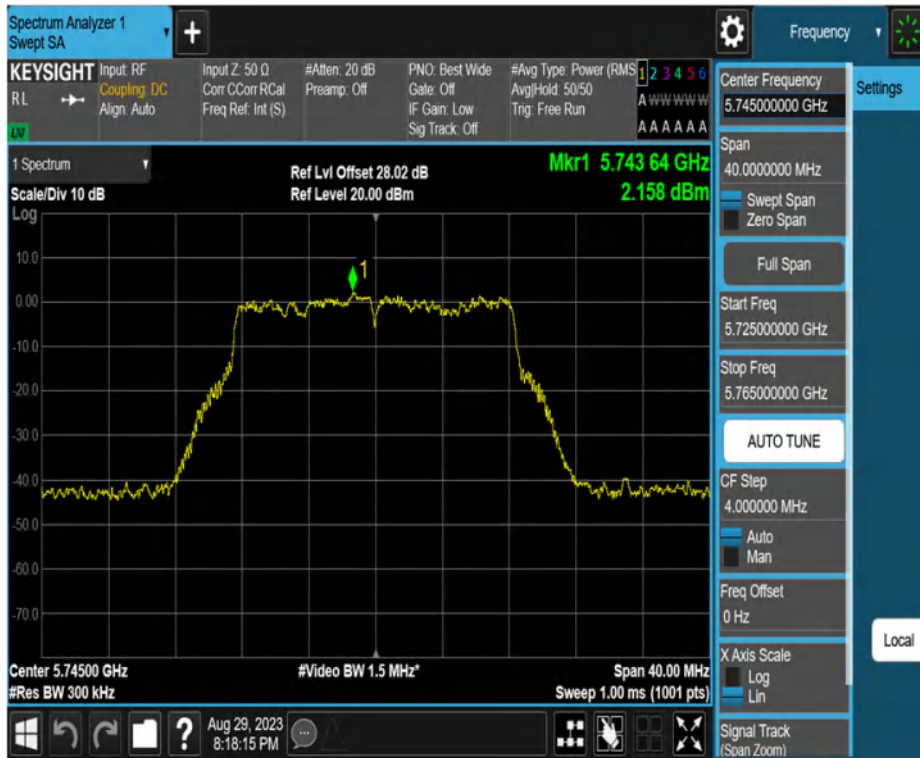 Spectrum Analyzer 1
Swept SA
+
Frequency
KEYSIGHT
RL
LXI
Input: RF
Coupling: DC
Align: Auto
Input Z: 50 Ω
Corr CCorr RCal
Freq Ref: Int (S)
#Atten: 20 dB
Preamp: Off
PNO: Best Wide
Gate: Off
IF Gain: Low
Sig Track: Off
#Avg Type: Power (RMS
Avg|Hold: 50/50
Trig: Free Run
1 2 3 4 5 6
A W W W W W
A A A A A A
1 Spectrum
Scale/Div 10 dB
Log
Ref Lvl Offset 28.02 dB
Ref Level 20.00 dBm
Mkr1 5.743 64 GHz
2.158 dBm
10.0
0.00
-10.0
-20.0
-30.0
-40.0
-50.0
-60.0
-70.0
1
Center 5.74500 GHz
#Res BW 300 kHz
#Video BW 1.5 MHz*
Span 40.00 MHz
Sweep 1.00 ms (1001 pts)
?
Aug 29, 2023
8:18:15 PM
Center Frequency
5.745000000 GHz
Span
40.0000000 MHz
Swept Span
Zero Span
Full Span
Start Freq
5.725000000 GHz
Stop Freq
5.765000000 GHz
AUTO TUNE
CF Step
4.000000 MHz
Auto
Man
Freq Offset
0 Hz
X Axis Scale
Log
Lin
Signal Track
(Span Zoom)
Settings
Local